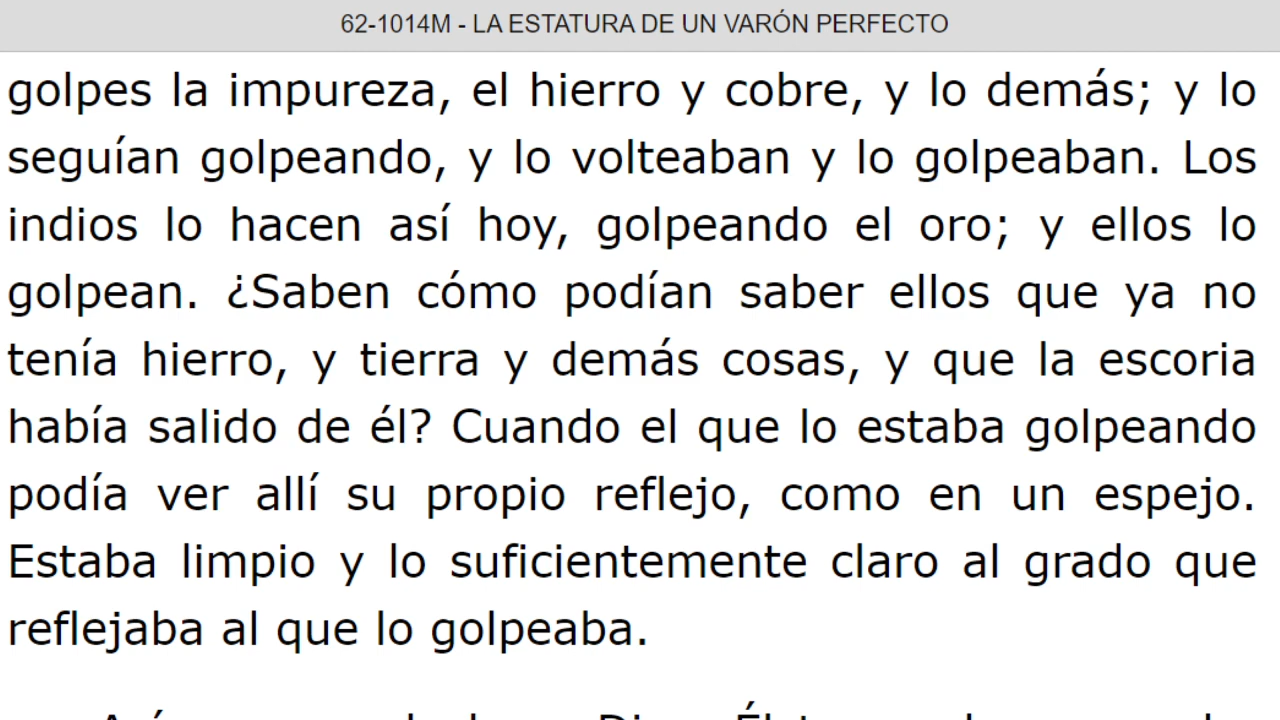 62-1014M - LA ESTATURA DE UN VARÓN PERFECTO
golpes la impureza, el hierro y cobre, y lo demás; y lo
seguían golpeando, y lo volteaban y lo golpeaban. Los
indios lo hacen así hoy, golpeando el oro; y ellos lo
golpean. ¿Saben cómo podían saber ellos que ya no
tenía hierro, y tierra y demás cosas, y que la escoria
había salido de él? Cuando el que lo estaba golpeando
podía ver allí su propio reflejo, como en un espejo.
Estaba limpio y lo suficientemente claro al grado que
reflejaba al que lo golpeaba.